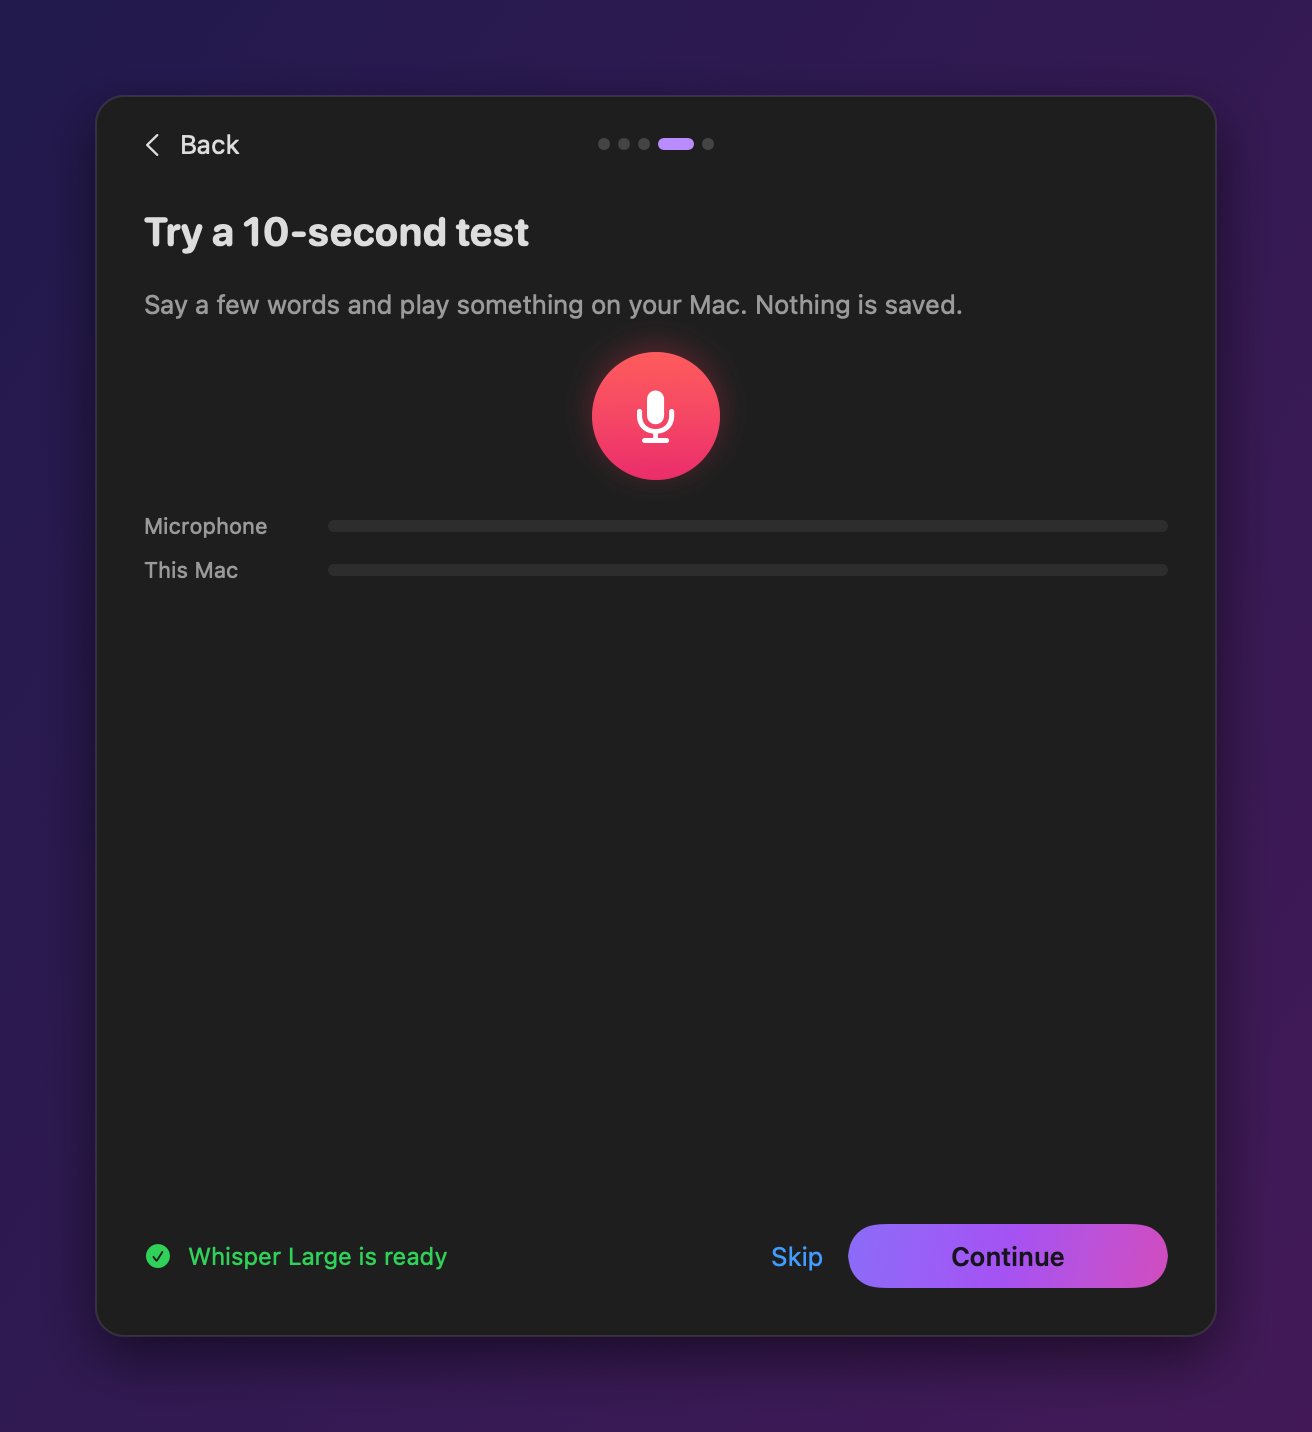 Back
Try a 10-second test
Say a few words and play something on your Mac. Nothing is saved.
Microphone
This Mac
Whisper Large is ready
Skip
Continue